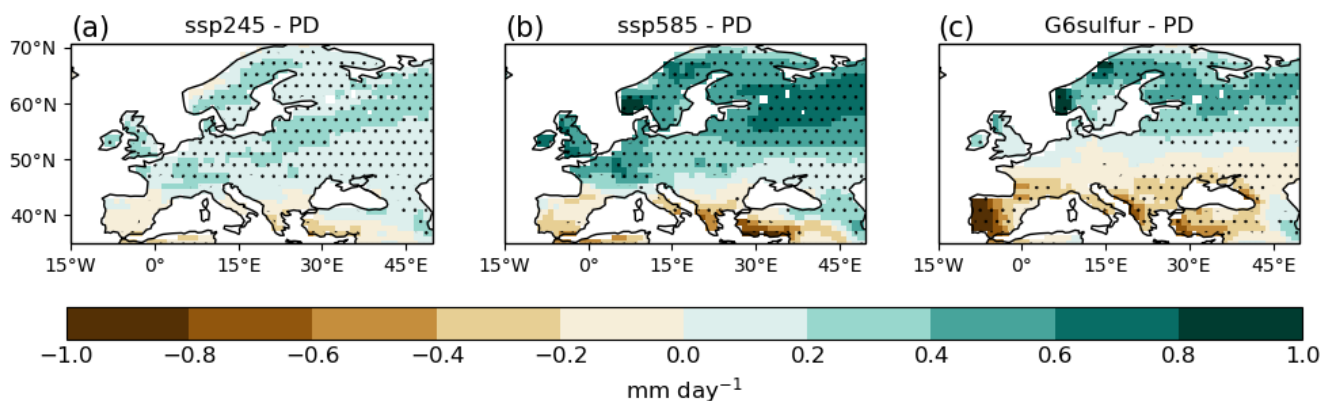 (a) ssp245 - PD
(b) ssp585 - PD
(c) G6sulfur - PD
70°N
60°N
50°N
40°N
15°W 0° 15°E 30°E 45°E
15°W 0° 15°E 30°E 45°E
15°W 0° 15°E 30°E 45°E
−1.0 −0.8 −0.6 −0.4 −0.2 0.0 0.2 0.4 0.6 0.8 1.0
mm day⁻¹